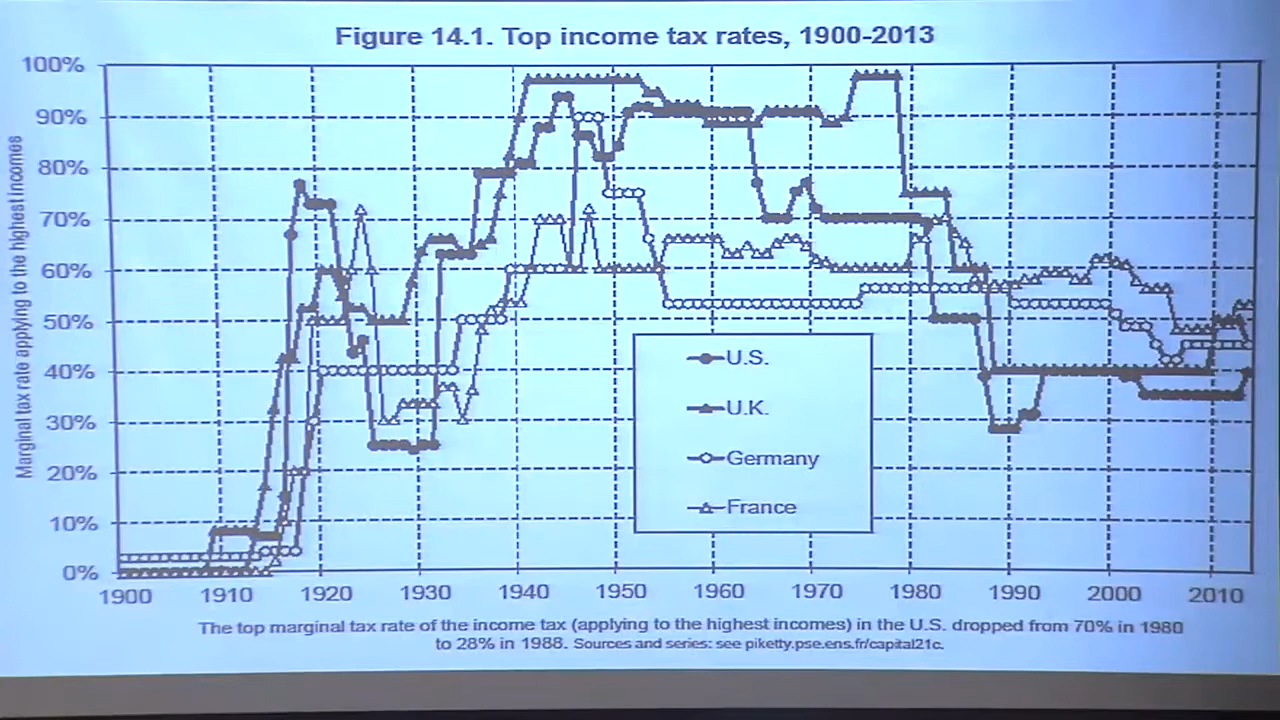 Figure 14.1. Top income tax rates, 1900-2013
Marginal tax rate applying to the highest incomes
100%
90%
80%
70%
60%
50%
40%
30%
20%
10%
0%
U.S.
U.K.
Germany
France
1900 1910 1920 1930 1940 1950 1960 1970 1980 1990 2000 2010
The top marginal tax rate of the income tax (applying to the highest incomes) in the U.S. dropped from 70% in 1980
to 28% in 1988. Sources and series: see piketty.pse.ens.fr/capital21c.